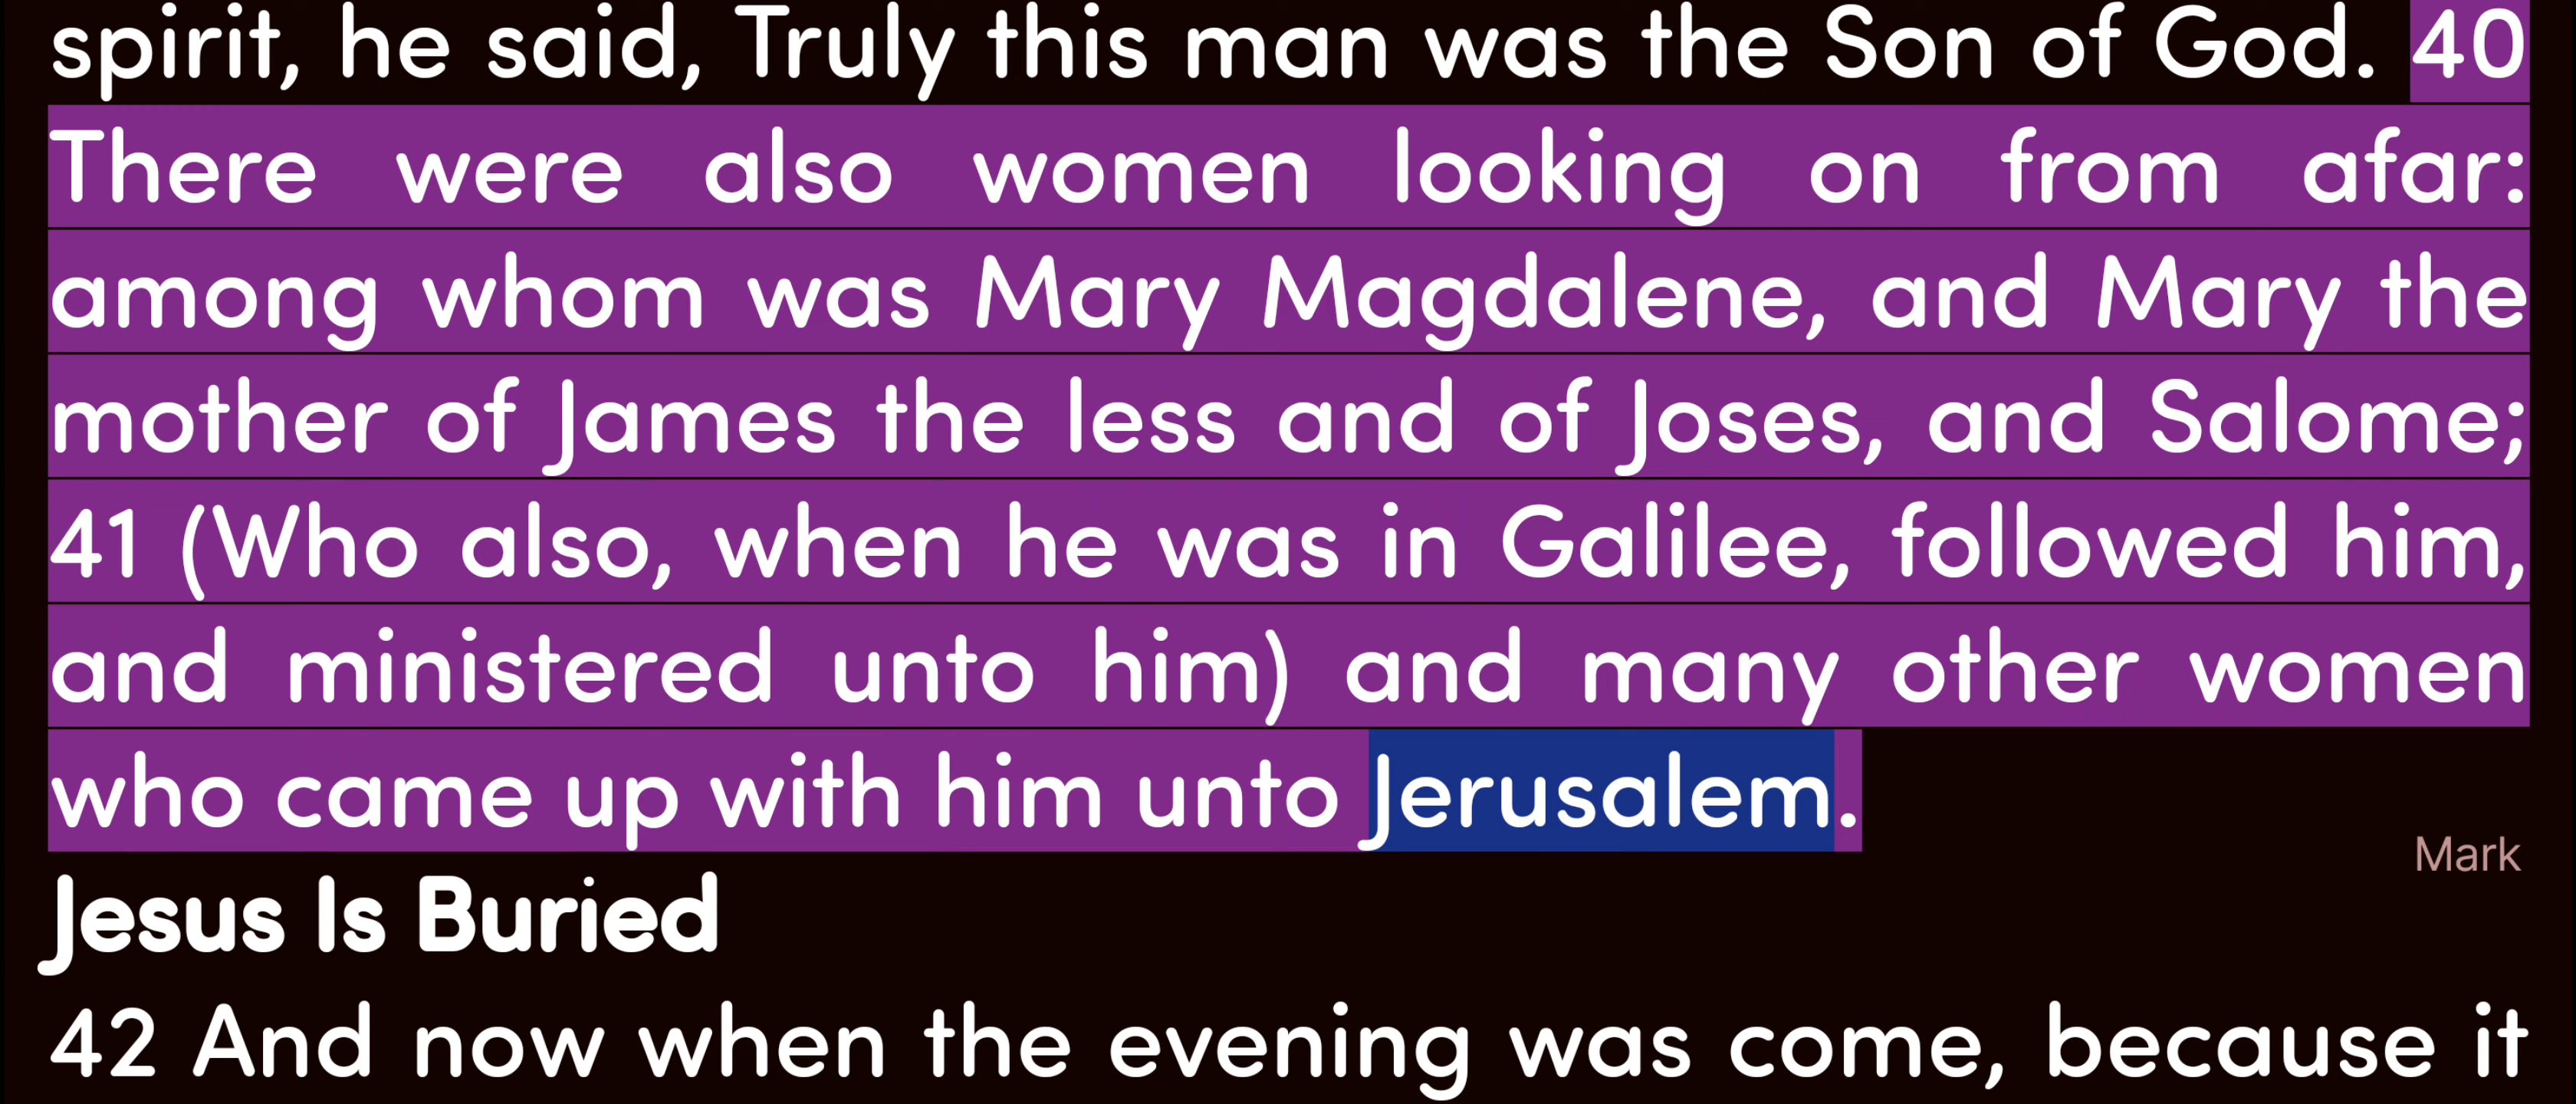 spirit, he said, Truly this man was the Son of God. 40
There were also women looking on from afar:
among whom was Mary Magdalene, and Mary the
mother of James the less and of Joses, and Salome;
41 (Who also, when he was in Galilee, followed him,
and ministered unto him) and many other women
who came up with him unto Jerusalem.
Mark
Jesus Is Buried
42 And now when the evening was come, because it